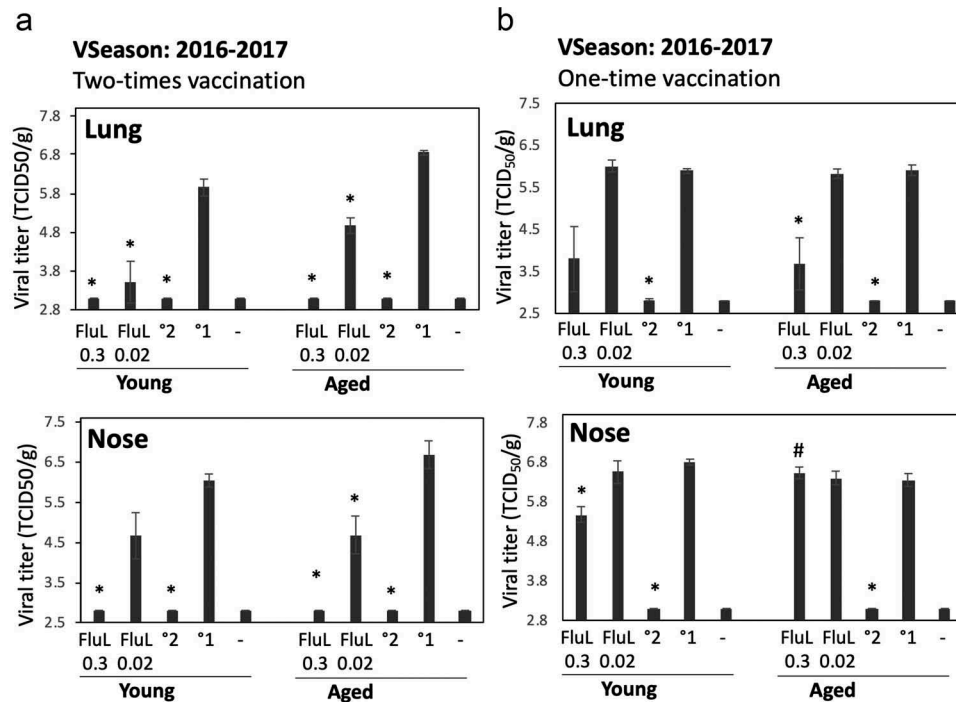 a
VSeason: 2016-2017
Two-times vaccination
Viral titer (TCID50/g)
7.8
6.8
5.8
4.8
3.8
2.8
Lung
* * * * * *
FluL FluL °2 °1 - FluL FluL °2 °1 -
0.3 0.02 0.3 0.02
Young Aged
Viral titer (TCID50/g)
7.5
6.5
5.5
4.5
3.5
2.5
Nose
* * * * *
FluL FluL °2 °1 - FluL FluL °2 °1 -
0.3 0.02 0.3 0.02
Young Aged
b
VSeason: 2016-2017
One-time vaccination
Viral titer (TCID₅₀/g)
7.5
6.5
5.5
4.5
3.5
2.5
Lung
* * *
FluL FluL °2 °1 - FluL FluL °2 °1 -
0.3 0.02 0.3 0.02
Young Aged
Viral titer (TCID₅₀/g)
7.8
6.8
5.8
4.8
3.8
2.8
Nose
* * # *
FluL FluL °2 °1 - FluL FluL °2 °1 -
0.3 0.02 0.3 0.02
Young Aged